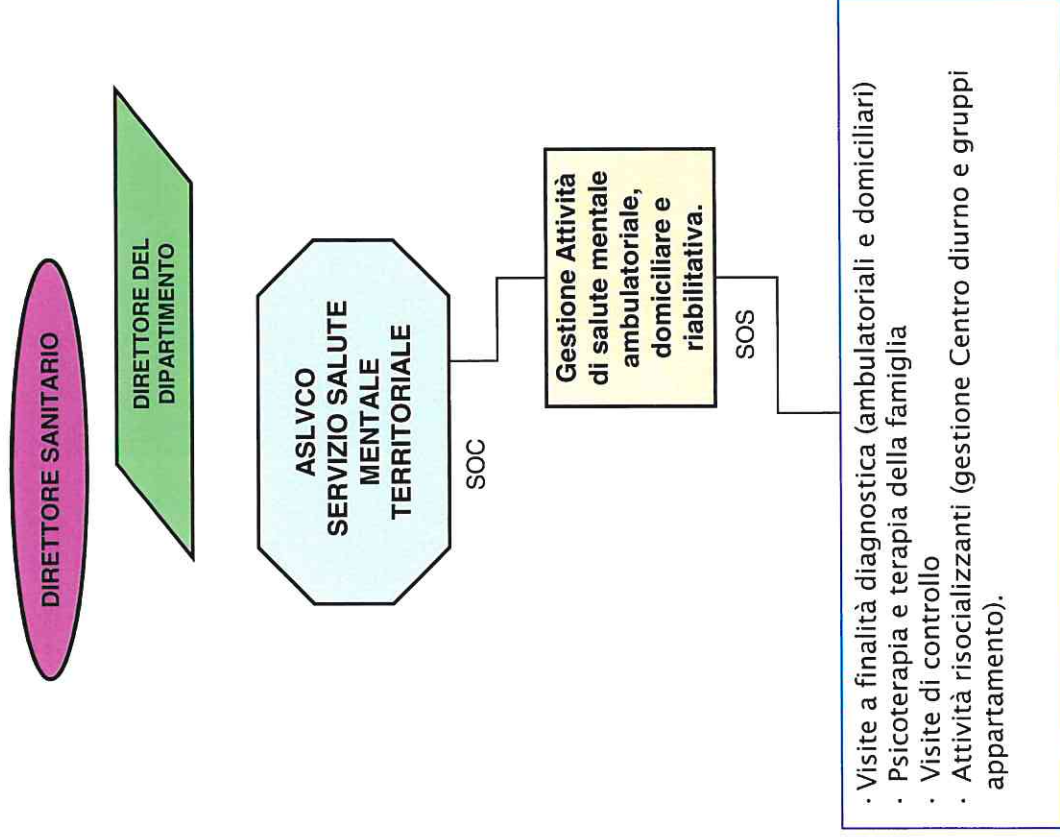 DIRETTORE SANITARIO
DIRETTORE DEL
DIPARTIMENTO
ASLVCO
SERVIZIO SALUTE
MENTALE
TERRITORIALE
SOC
Gestione Attività
di salute mentale
ambulatoriale,
domiciliare e
riabilitativa.
SOS
· Visite a finalità diagnostica (ambulatoriali e domiciliari)
· Psicoterapia e terapia della famiglia
· Visite di controllo
· Attività risocializzanti (gestione Centro diurno e gruppi
appartamento).